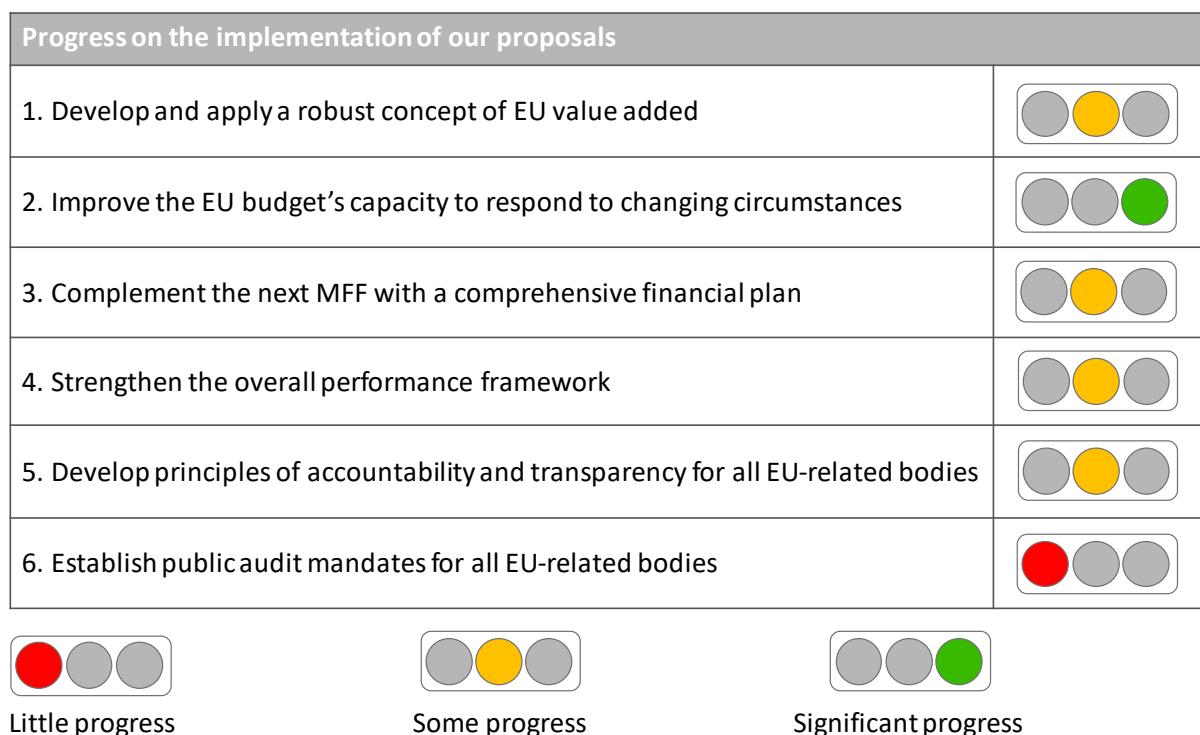 Progress on the implementation of our proposals
1. Develop and apply a robust concept of EU value added
2. Improve the EU budget’s capacity to respond to changing circumstances
3. Complement the next MFF with a comprehensive financial plan
4. Strengthen the overall performance framework
5. Develop principles of accountability and transparency for all EU-related bodies
6. Establish public audit mandates for all EU-related bodies
Little progress
Some progress
Significant progress